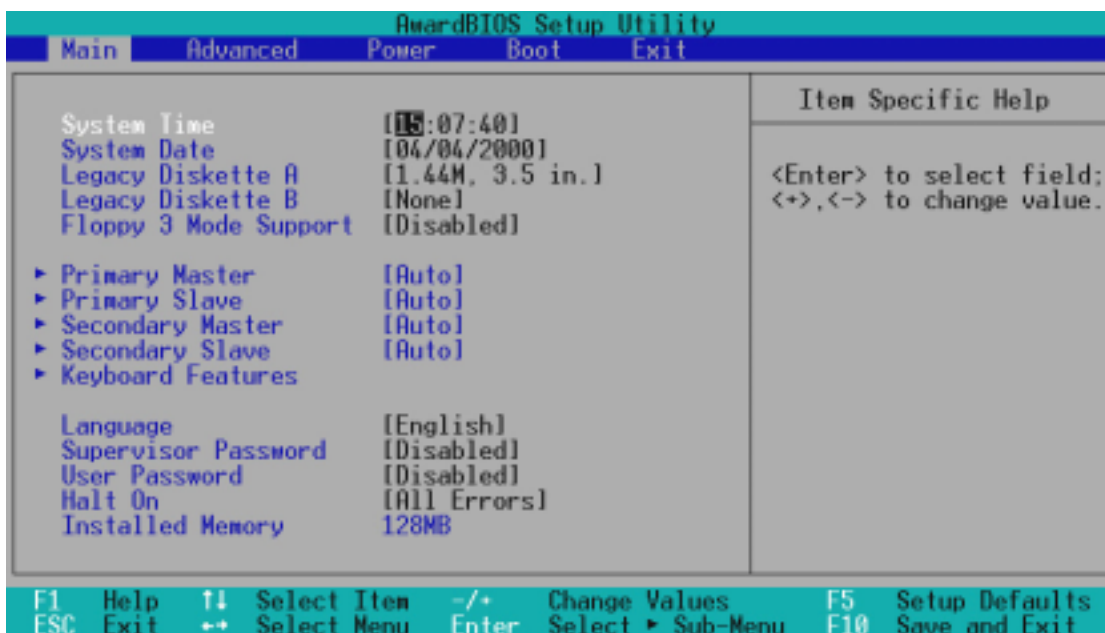 AwardBIOS Setup Utility
Main Advanced Power Boot Exit
Item Specific Help
System Time [15:07:40]
System Date [04/04/2000]
Legacy Diskette A [1.44M, 3.5 in.]
Legacy Diskette B [None]
Floppy 3 Mode Support [Disabled]
<Enter> to select field;
<+>,<-> to change value.
► Primary Master [Auto]
► Primary Slave [Auto]
► Secondary Master [Auto]
► Secondary Slave [Auto]
► Keyboard Features
Language [English]
Supervisor Password [Disabled]
User Password [Disabled]
Halt On [All Errors]
Installed Memory 128MB
F1 Help ↑↓ Select Item -/+ Change Values F5 Setup Defaults
ESC Exit ←→ Select Menu Enter Select ► Sub-Menu F10 Save and Exit